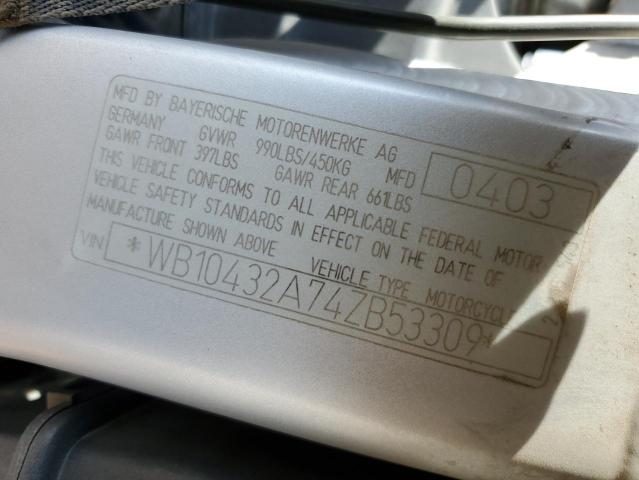 MFD BY BAYERISCHE MOTORENWERKE AG
GERMANY GVWR 990LBS/450KG MFD 0403
GAWR FRONT 397LBS GAWR REAR 661LBS
THIS VEHICLE CONFORMS TO ALL APPLICABLE FEDERAL MOTOR
VEHICLE SAFETY STANDARDS IN EFFECT ON THE DATE OF
MANUFACTURE SHOWN ABOVE VEHICLE TYPE MOTORCYCLE
VIN *WB10432A74ZB53309*